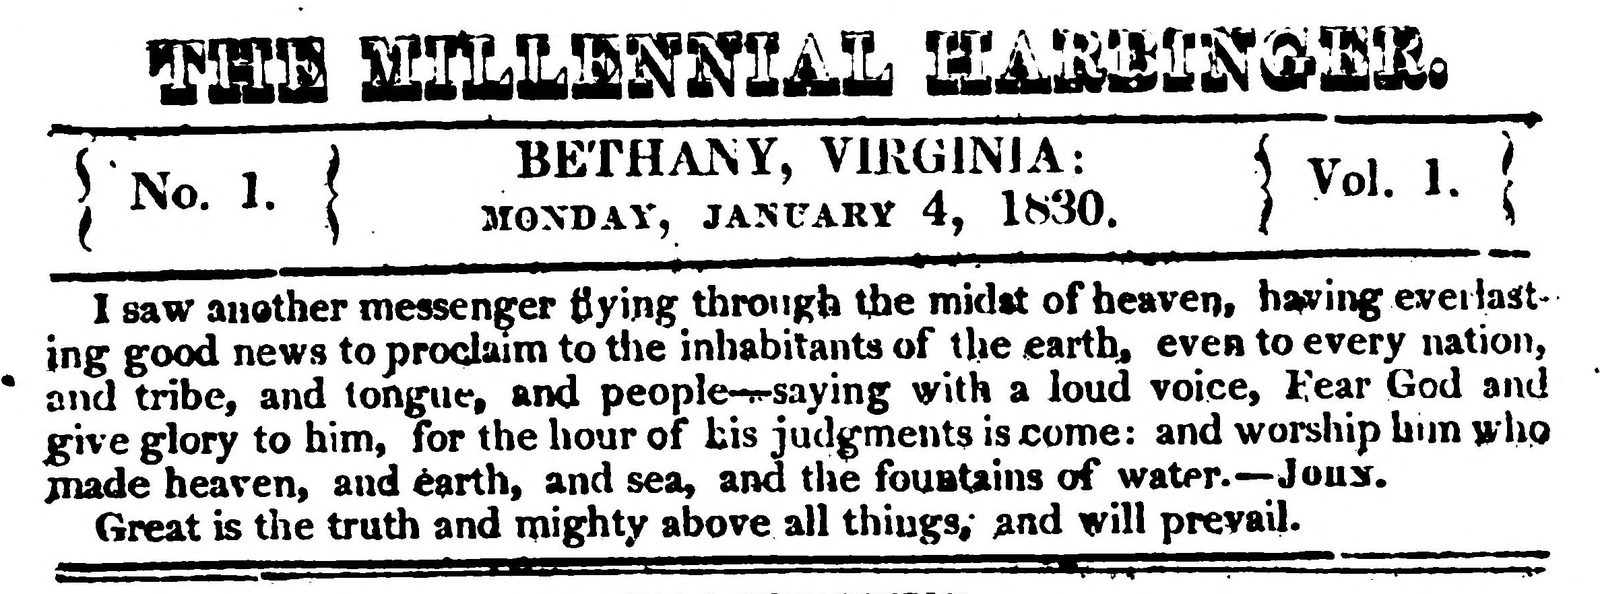 THE MILLENNIAL HARBINGER.
No. 1.
BETHANY, VIRGINIA:
MONDAY, JANUARY 4, 1830.
Vol. 1.
I saw another messenger flying through the midst of heaven, having everlast-
ing good news to proclaim to the inhabitants of the earth, even to every nation,
and tribe, and tongue, and people—saying with a loud voice, Fear God and
give glory to him, for the hour of his judgments is come: and worship him who
made heaven, and earth, and sea, and the fountains of water.—JOHN.
Great is the truth and mighty above all things, and will prevail.